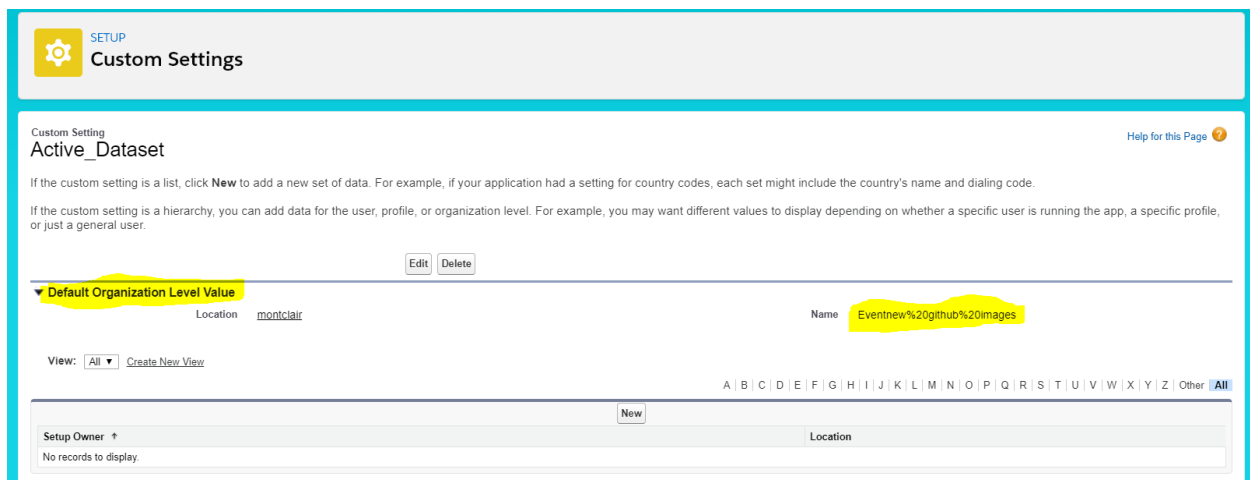 SETUP
Custom Settings
Custom Setting
Active_Dataset
Help for this Page ?
If the custom setting is a list, click New to add a new set of data. For example, if your application had a setting for country codes, each set might include the country's name and dialing code.
If the custom setting is a hierarchy, you can add data for the user, profile, or organization level. For example, you may want different values to display depending on whether a specific user is running the app, a specific profile,
or just a general user.
Edit Delete
▼ Default Organization Level Value
Location montclair Name Eventnew%20github%20images
View: All ▼ Create New View
A | B | C | D | E | F | G | H | I | J | K | L | M | N | O | P | Q | R | S | T | U | V | W | X | Y | Z | Other All
New
Setup Owner ↑ Location
No records to display.